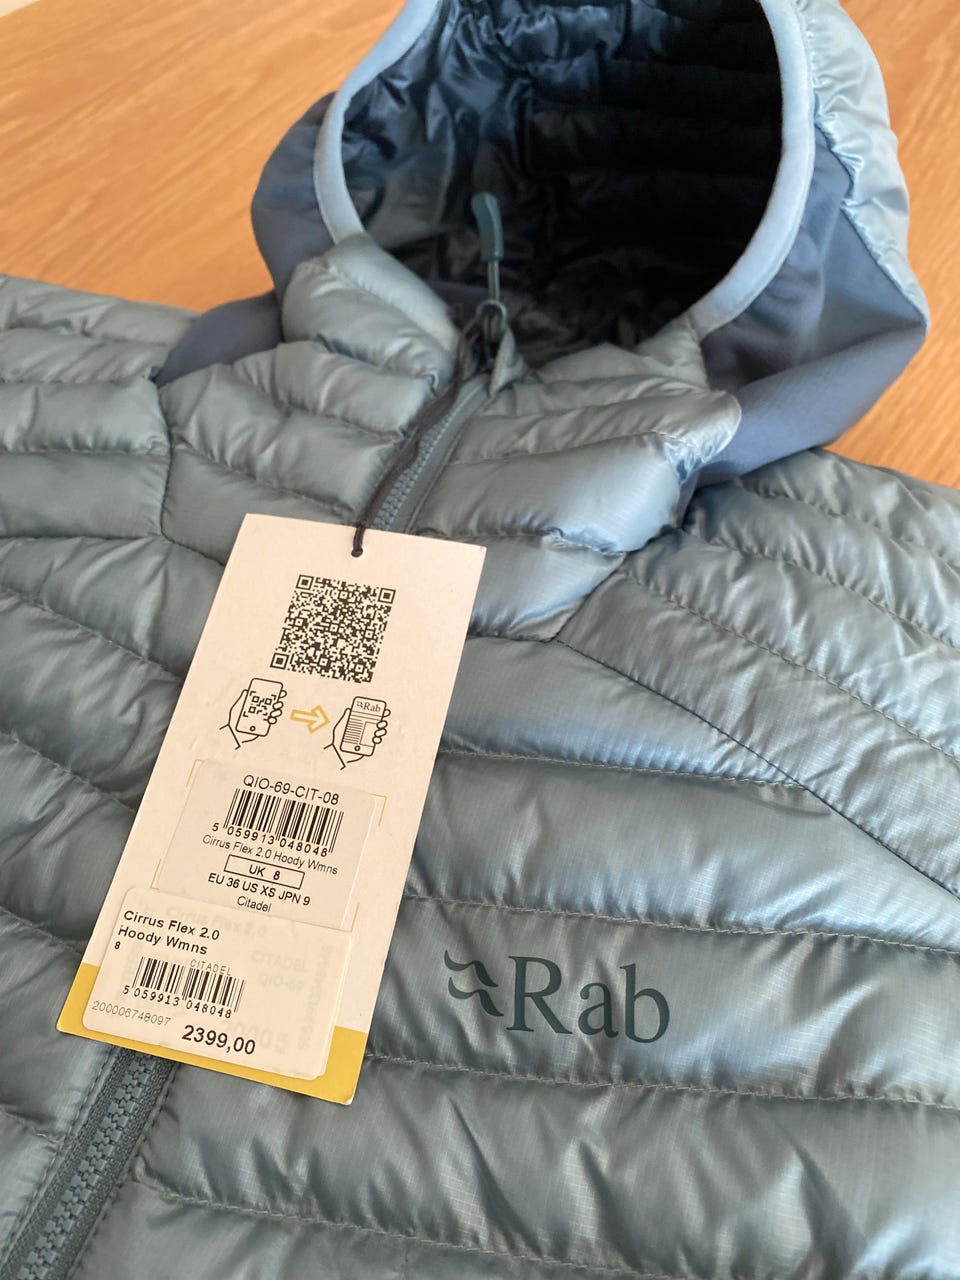 Rab
QIO-69-CIT-08
5 059913 048048
Cirrus Flex 2.0 Hoody Wmns
UK 8
EU 36 US XS JPN 9
Citadel
Cirrus Flex 2.0
Hoody Wmns
8
CITADEL
5 059913 048048
200006748097
2399,00
Rab